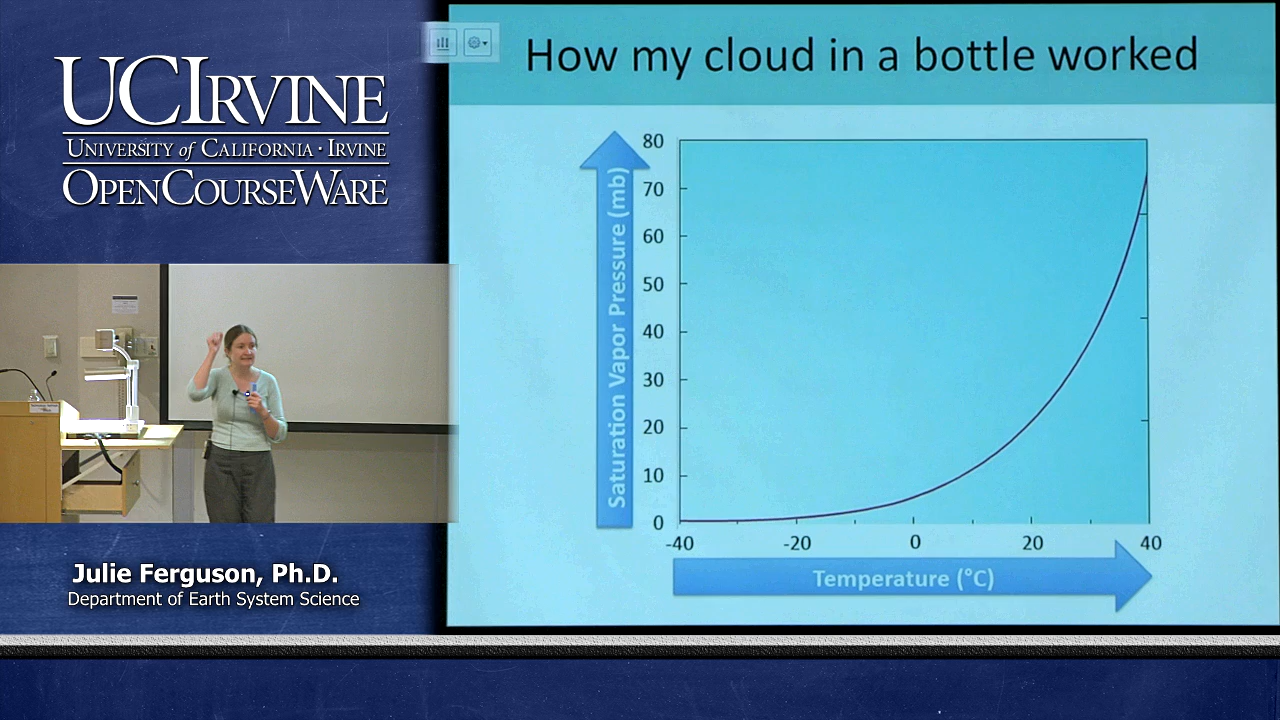 UCIRVINE
UNIVERSITY of CALIFORNIA · IRVINE
OPENCOURSEWARE
How my cloud in a bottle worked
80
70
60
50
40
30
20
10
0
Saturation Vapor Pressure (mb)
-40
-20
0
20
40
Temperature (°C)
Julie Ferguson, Ph.D.
Department of Earth System Science